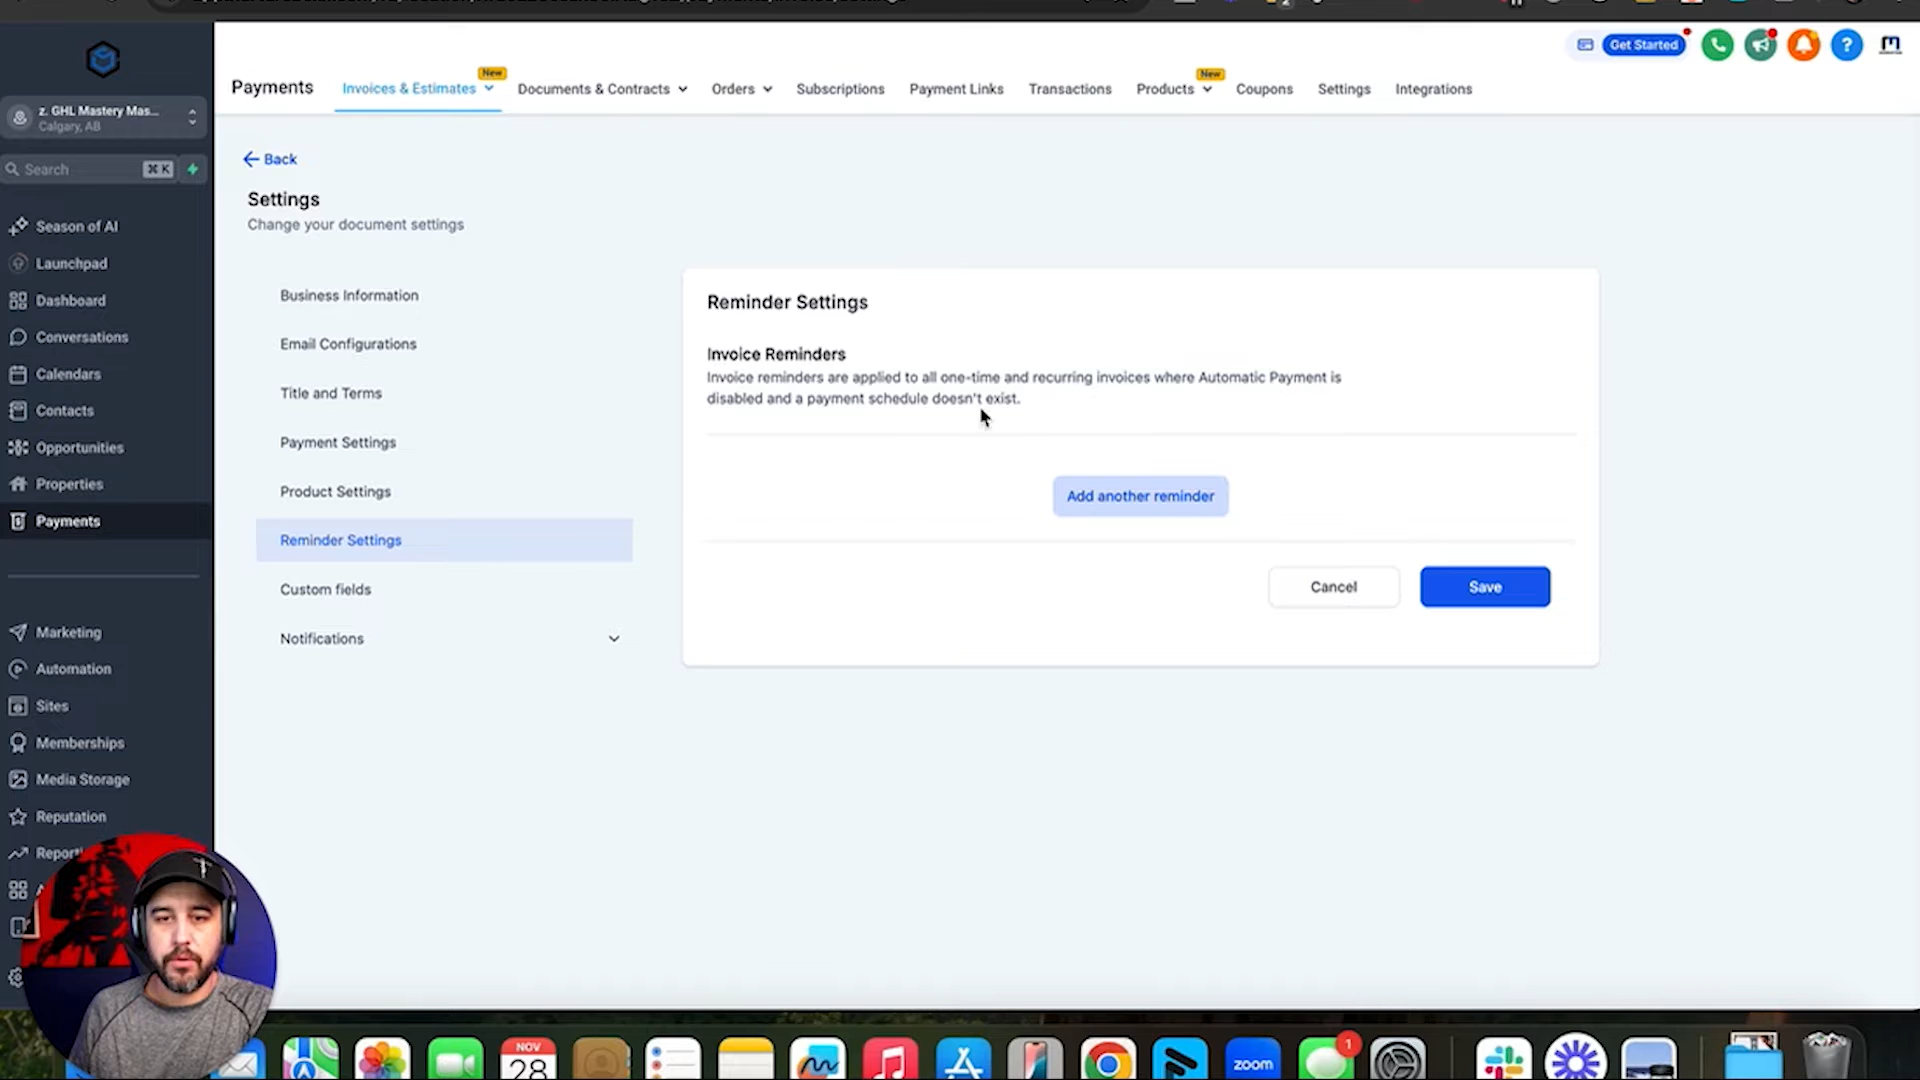 Get Started
Payments
Invoices & Estimates
New
Documents & Contracts
Orders
Subscriptions
Payment Links
Transactions
Products
New
Coupons
Settings
Integrations
z. GHL Mastery Mas...
Calgary, AB
Search
⌘ K
Season of AI
Launchpad
Dashboard
Conversations
Calendars
Contacts
Opportunities
Properties
Payments
Marketing
Automation
Sites
Memberships
Media Storage
Reputation
Back
Settings
Change your document settings
Business Information
Email Configurations
Title and Terms
Payment Settings
Product Settings
Reminder Settings
Custom fields
Notifications
Reminder Settings
Invoice Reminders
Invoice reminders are applied to all one-time and recurring invoices where Automatic Payment is
disabled and a payment schedule doesn't exist.
Add another reminder
Cancel
Save
NOV
28
zoom
1